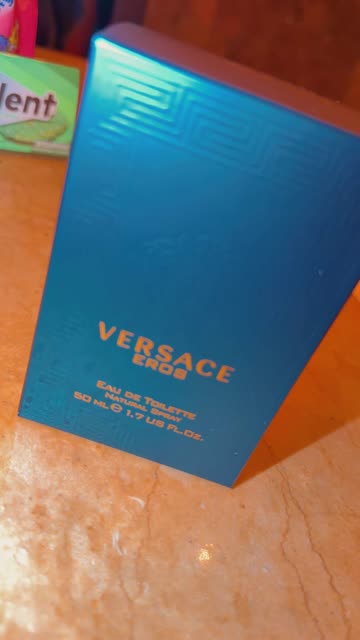 dent
VERSACE
EROS
EAU DE TOILETTE
NATURAL SPRAY
50 ML ℮ 1.7 US FL.OZ.